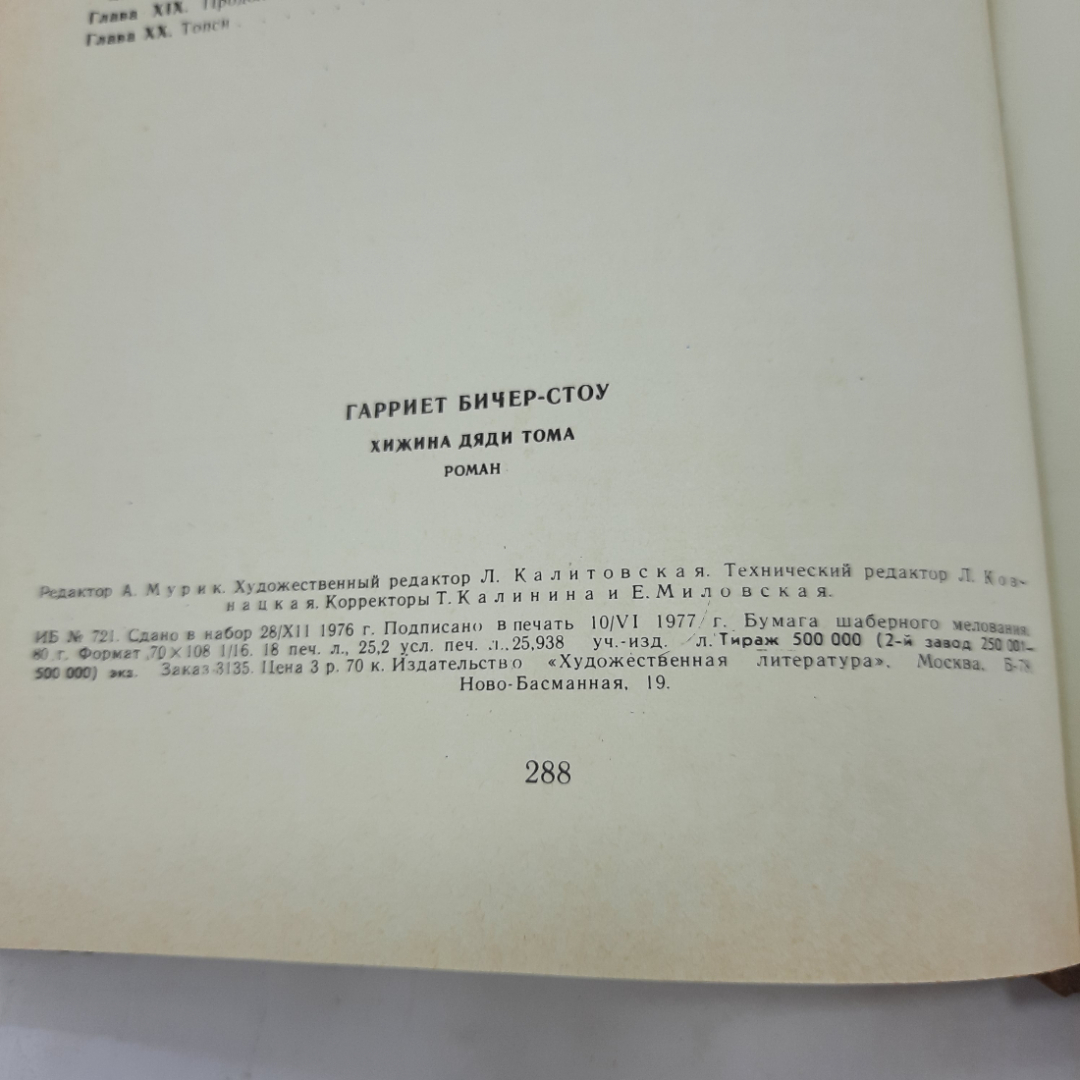 Глава XIX.
Глава XX. Топси .
ГАРРИЕТ БИЧЕР-СТОУ
ХИЖИНА ДЯДИ ТОМА
РОМАН
Редактор А. Мурик. Художественный редактор Л. Калитовская. Технический редактор Л. Ков-
нацкая. Корректоры Т. Калинина и Е. Миловская.
ИБ № 721. Сдано в набор 28/XII 1976 г. Подписано в печать 10/VI 1977 г. Бумага шаберного мелования
80 г. Формат 70×108 1/16. 18 печ. л., 25,2 усл. печ. л. 25,938 уч.-изд. л. Тираж 500 000 (2-й завод 250 001—
500 000) экз. Заказ 3135. Цена 3 р. 70 к. Издательство «Художественная литература». Москва, Б-78,
Ново-Басманная, 19.
288